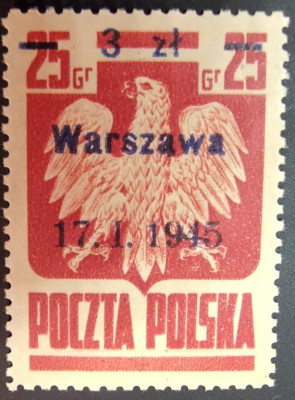 — 3 zł —
25 Gr Gr 25
Warszawa
17. I. 1945
POCZTA POLSKA